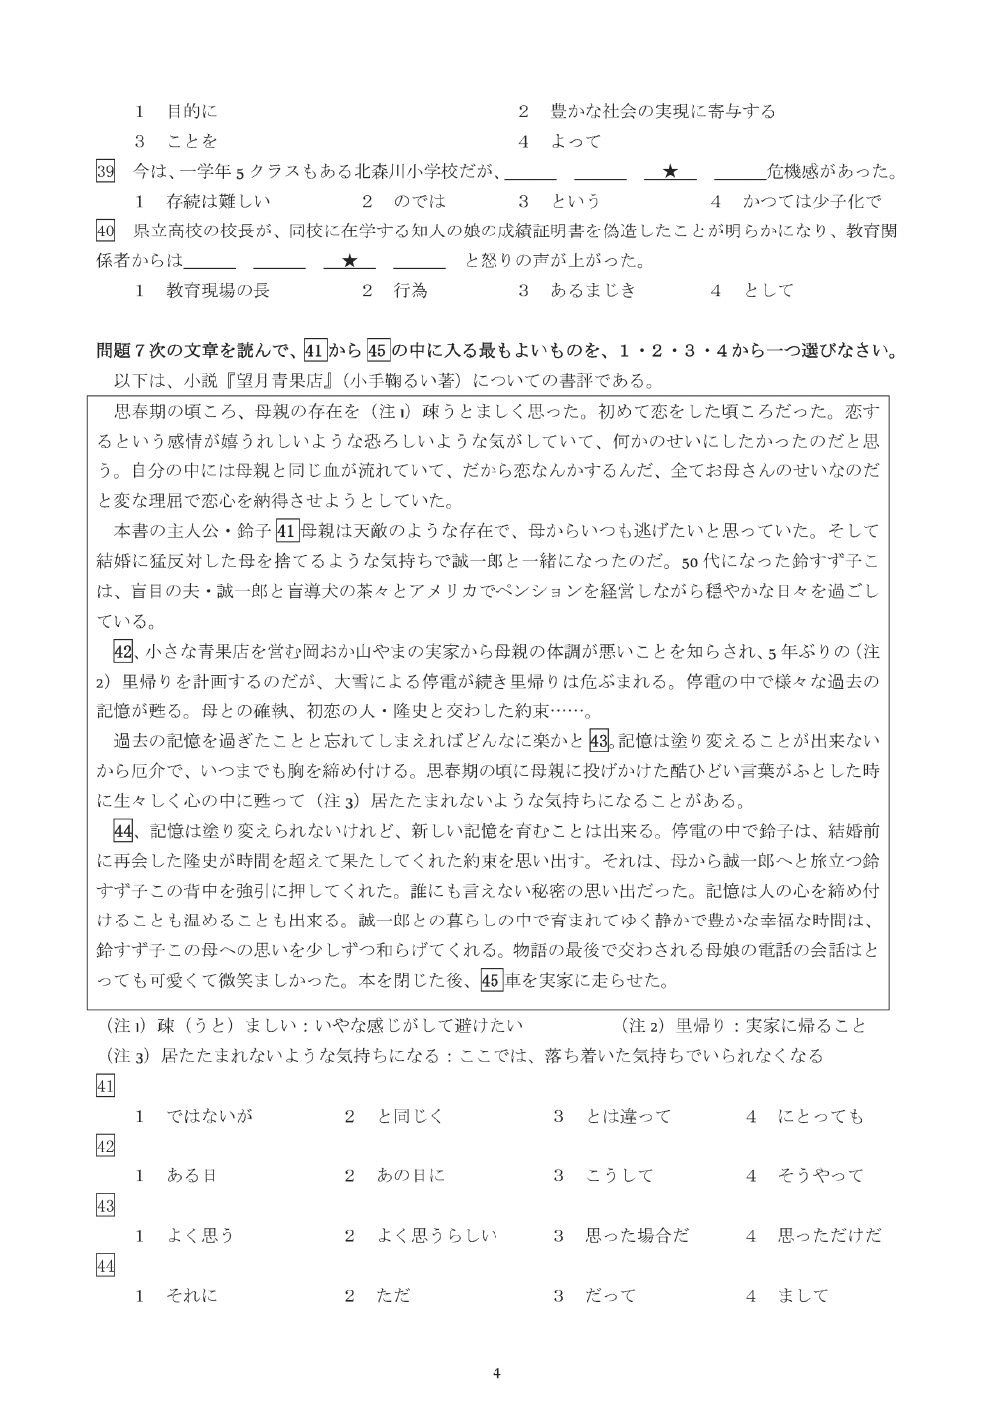 1　目的に　　2　豊かな社会の実現に寄与する
3　ことを　　4　よって
39　今は、一学年 5 クラスもある北森川小学校だが、＿＿＿　＿＿＿　＿★＿　＿＿＿危機感があった。
1　存続は難しい　　2　のでは　　3　という　　4　かつては少子化で
40　県立高校の校長が、同校に在学する知人の娘の成績証明書を偽造したことが明らかになり、教育関
係者からは＿＿＿　＿＿＿　＿★＿　＿＿＿　と怒りの声が上がった。
1　教育現場の長　　2　行為　　3　あるまじき　　4　として
問題７次の文章を読んで、41から 45の中に入る最もよいものを、１・２・３・４から一つ選びなさい。
以下は、小説『望月青果店』（小手鞠るい著）についての書評である。
思春期の頃ころ、母親の存在を（注 1）疎うとましく思った。初めて恋をした頃ころだった。恋す
るという感情が嬉うれしいような恐ろしいような気がしていて、何かのせいにしたかったのだと思
う。自分の中には母親と同じ血が流れていて、だから恋なんかするんだ、全てお母さんのせいなのだ
と変な理屈で恋心を納得させようとしていた。
本書の主人公・鈴子 41母親は天敵のような存在で、母からいつも逃げたいと思っていた。そして
結婚に猛反対した母を捨てるような気持ちで誠一郎と一緒になったのだ。50 代になった鈴すず子こ
は、盲目の夫・誠一郎と盲導犬の茶々とアメリカでペンションを経営しながら穏やかな日々を過ごし
ている。
42、小さな青果店を営む岡おか山やまの実家から母親の体調が悪いことを知らされ、5 年ぶりの（注
2）里帰りを計画するのだが、大雪による停電が続き里帰りは危ぶまれる。停電の中で様々な過去の
記憶が甦る。母との確執、初恋の人・隆史と交わした約束……。
過去の記憶を過ぎたことと忘れてしまえればどんなに楽かと 43。記憶は塗り変えることが出来ない
から厄介で、いつまでも胸を締め付ける。思春期の頃に母親に投げかけた酷ひどい言葉がふとした時
に生々しく心の中に甦って（注 3）居たたまれないような気持ちになることがある。
44、記憶は塗り変えられないけれど、新しい記憶を育むことは出来る。停電の中で鈴子は、結婚前
に再会した隆史が時間を超えて果たしてくれた約束を思い出す。それは、母から誠一郎へと旅立つ鈴
すず子この背中を強引に押してくれた。誰にも言えない秘密の思い出だった。記憶は人の心を締め付
けることも温めることも出来る。誠一郎との暮らしの中で育まれてゆく静かで豊かな幸福な時間は、
鈴すず子この母への思いを少しずつ和らげてくれる。物語の最後で交わされる母娘の電話の会話はと
っても可愛くて微笑ましかった。本を閉じた後、45車を実家に走らせた。
（注 1）疎（うと）ましい：いやな感じがして避けたい　　（注 2）里帰り：実家に帰ること
（注 3）居たたまれないような気持ちになる：ここでは、落ち着いた気持ちでいられなくなる
41
1　ではないが　　2　と同じく　　3　とは違って　　4　にとっても
42
1　ある日　　2　あの日に　　3　こうして　　4　そうやって
43
1　よく思う　　2　よく思うらしい　　3　思った場合だ　　4　思っただけだ
44
1　それに　　2　ただ　　3　だって　　4　まして
4